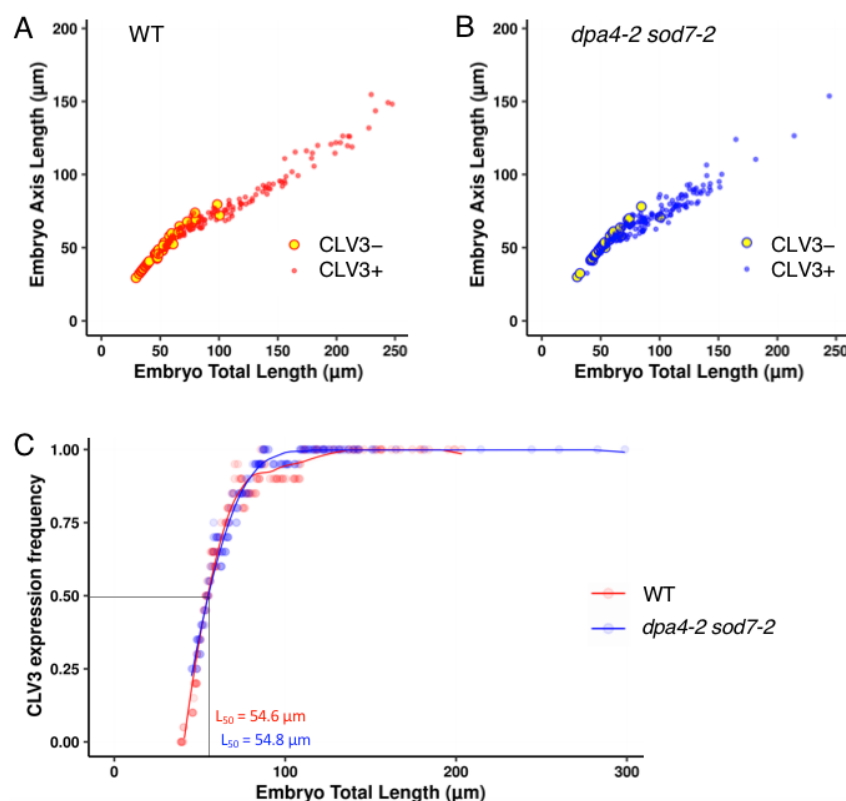 A
WT
200
150
100
50
0
Embryo Axis Length (µm)
CLV3−
CLV3+
0 50 100 150 200 250
Embryo Total Length (µm)
B
dpa4-2 sod7-2
200
150
100
50
0
Embryo Axis Length (µm)
CLV3−
CLV3+
0 50 100 150 200 250
Embryo Total Length (µm)
C
1.00
0.75
0.50
0.25
0.00
CLV3 expression frequency
WT
dpa4-2 sod7-2
L50 = 54.6 µm
L50 = 54.8 µm
0 100 200 300
Embryo Total Length (µm)